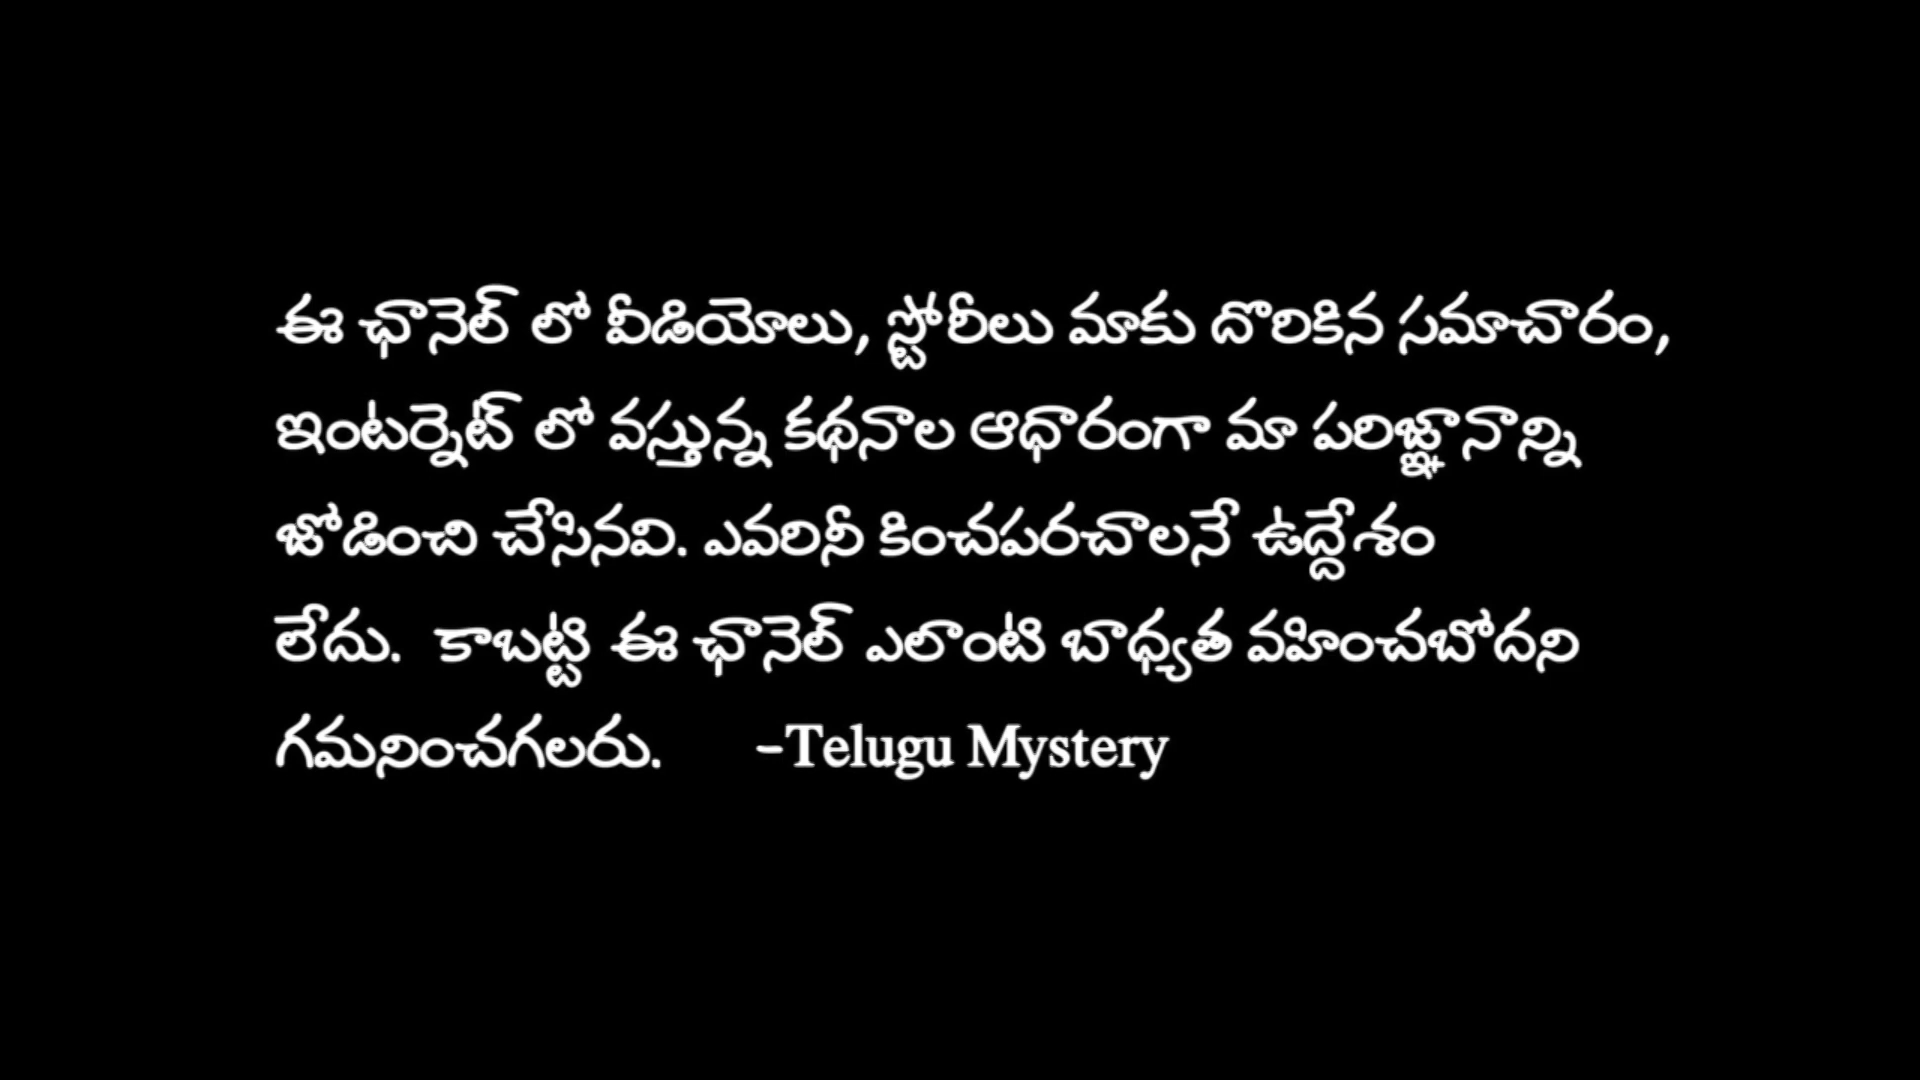 ఈ ఛానెల్ లో వీడియోలు, స్టోరీలు మాకు దొరికిన సమాచారం,
ఇంటర్నెట్ లో వస్తున్న కథనాల ఆధారంగా మా పరిజ్ఞానాన్ని
జోడించి చేసినవి. ఎవరినీ కించపరచాలనే ఉద్దేశం
లేదు. కాబట్టి ఈ ఛానెల్ ఎలాంటి బాధ్యత వహించబోదని
గమనించగలరు. -Telugu Mystery